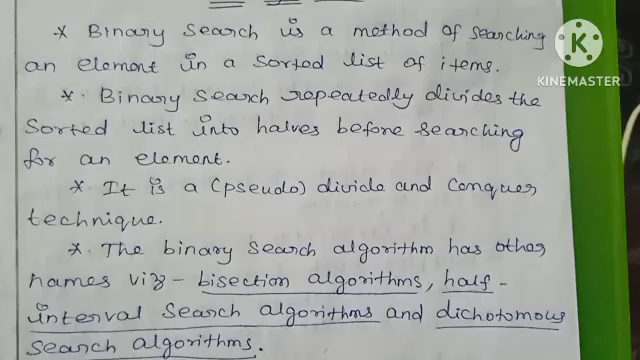 * Binary Search is a method of searching
an element in a sorted list of items.
*. Binary Search repeatedly divides the
sorted list into halves before searching
for an element.
*. It is a (pseudo) divide and Conquer
technique.
*. The binary search algorithm has other
names viz - bisection algorithms, half -
interval search algorithms and dichotomous
search algorithms.
KINEMASTER